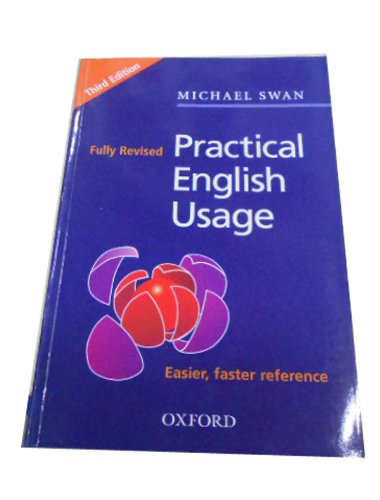 Third Edition
MICHAEL SWAN
Fully Revised
Practical
English
Usage
Easier, faster reference
OXFORD